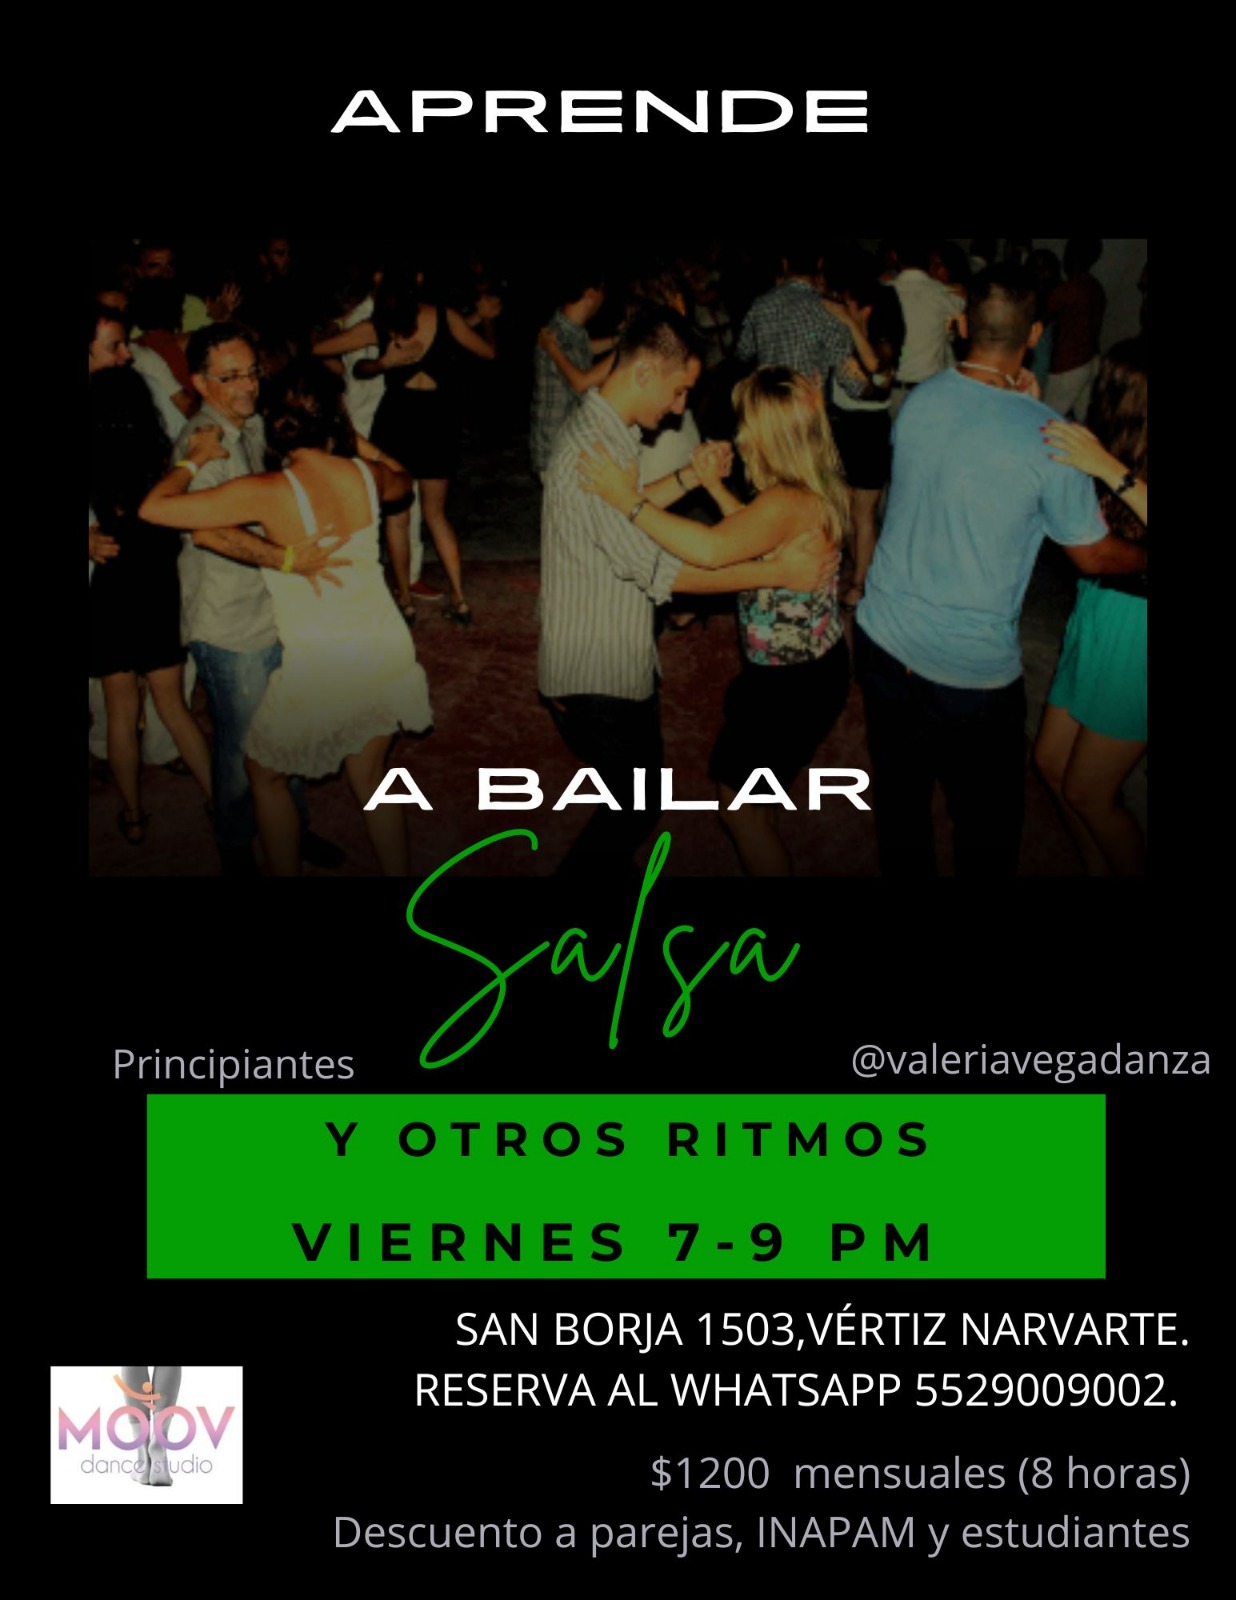 APRENDE
A BAILAR
Salsa
Principiantes
@valeriavegadanza
Y OTROS RITMOS
VIERNES 7-9 PM
SAN BORJA 1503,VÉRTIZ NARVARTE.
RESERVA AL WHATSAPP 5529009002.
MOOV
dance studio
$1200 mensuales (8 horas)
Descuento a parejas, INAPAM y estudiantes